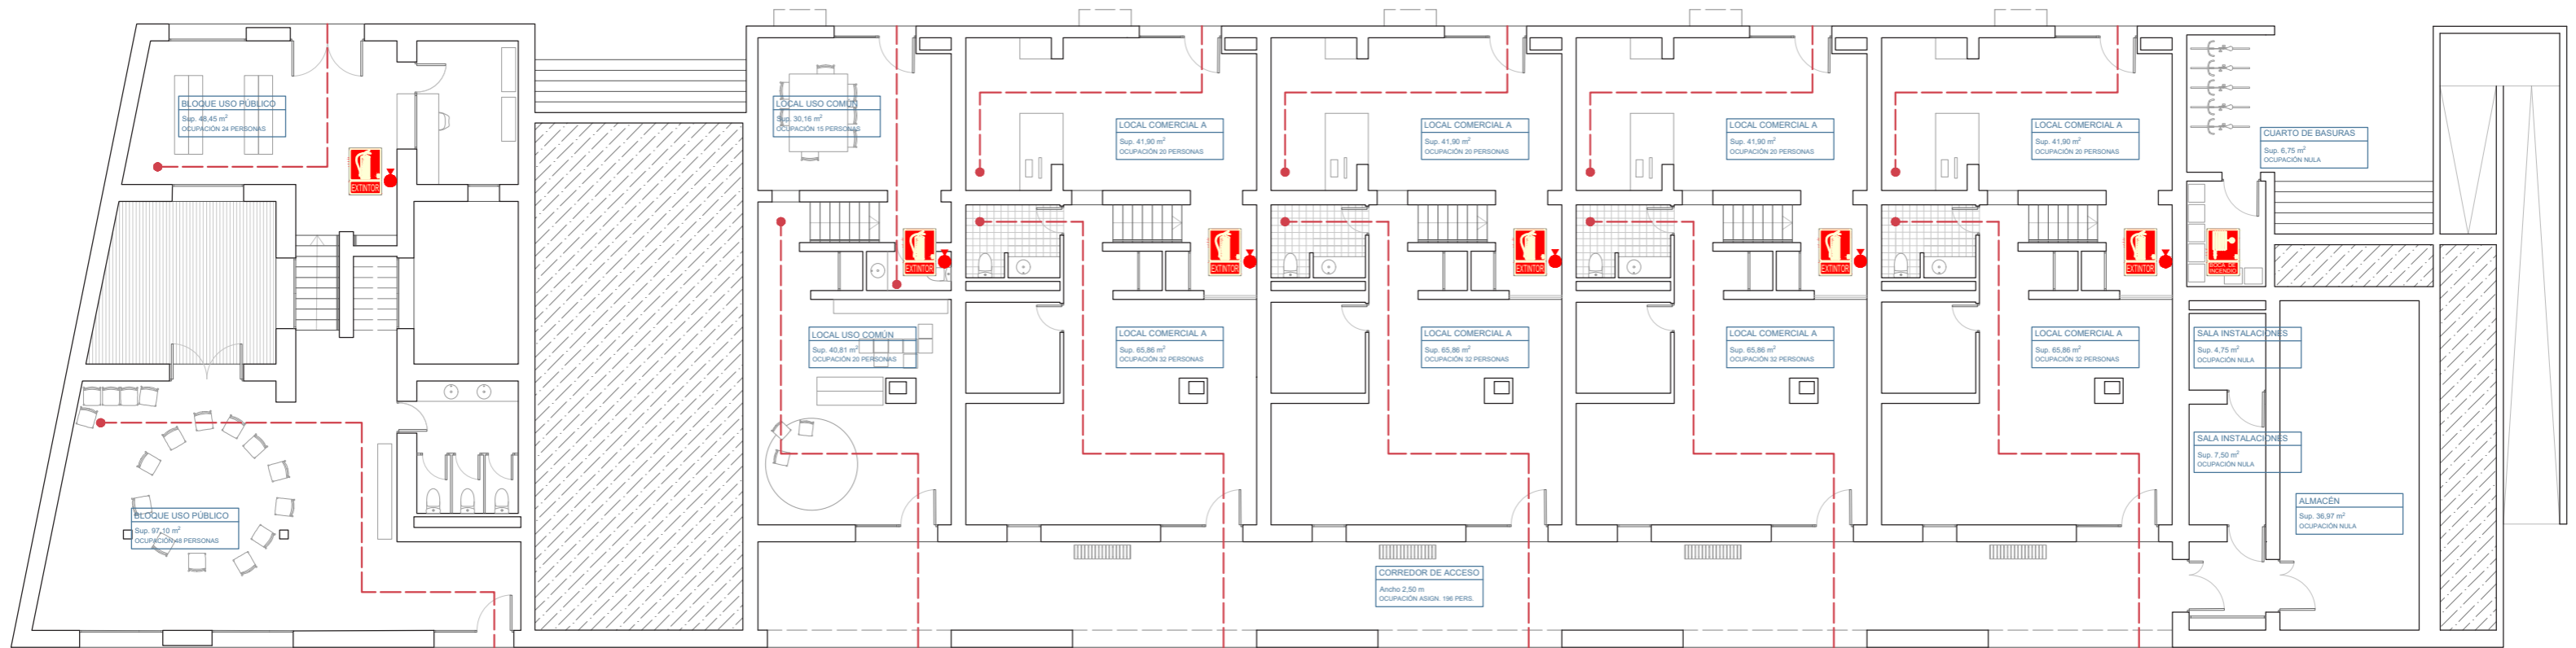 BLOQUE USO PÚBLICO
Sup. 48,45 m²
OCUPACIÓN 24 PERSONAS
EXTINTOR
LOCAL USO COMÚN
Sup. 30,16 m²
OCUPACIÓN 15 PERSONAS
LOCAL COMERCIAL A
Sup. 41,90 m²
OCUPACIÓN 20 PERSONAS
LOCAL COMERCIAL A
Sup. 41,90 m²
OCUPACIÓN 20 PERSONAS
LOCAL COMERCIAL A
Sup. 41,90 m²
OCUPACIÓN 20 PERSONAS
LOCAL COMERCIAL A
Sup. 41,90 m²
OCUPACIÓN 20 PERSONAS
CUARTO DE BASURAS
Sup. 6,75 m²
OCUPACIÓN NULA
EXTINTOR
EXTINTOR
EXTINTOR
EXTINTOR
EXTINTOR
BOCA DE
INCENDIO
LOCAL USO COMÚN
Sup. 40,81 m²
OCUPACIÓN 20 PERSONAS
LOCAL COMERCIAL A
Sup. 65,86 m²
OCUPACIÓN 32 PERSONAS
LOCAL COMERCIAL A
Sup. 65,86 m²
OCUPACIÓN 32 PERSONAS
LOCAL COMERCIAL A
Sup. 65,86 m²
OCUPACIÓN 32 PERSONAS
LOCAL COMERCIAL A
Sup. 65,86 m²
OCUPACIÓN 32 PERSONAS
SALA INSTALACIONES
Sup. 4,75 m²
OCUPACIÓN NULA
SALA INSTALACIONES
Sup. 7,50 m²
OCUPACIÓN NULA
BLOQUE USO PÚBLICO
Sup. 97,10 m²
OCUPACIÓN 48 PERSONAS
ALMACÉN
Sup. 36,97 m²
OCUPACIÓN NULA
CORREDOR DE ACCESO
Ancho 2,50 m
OCUPACIÓN ASIGN. 196 PERS.